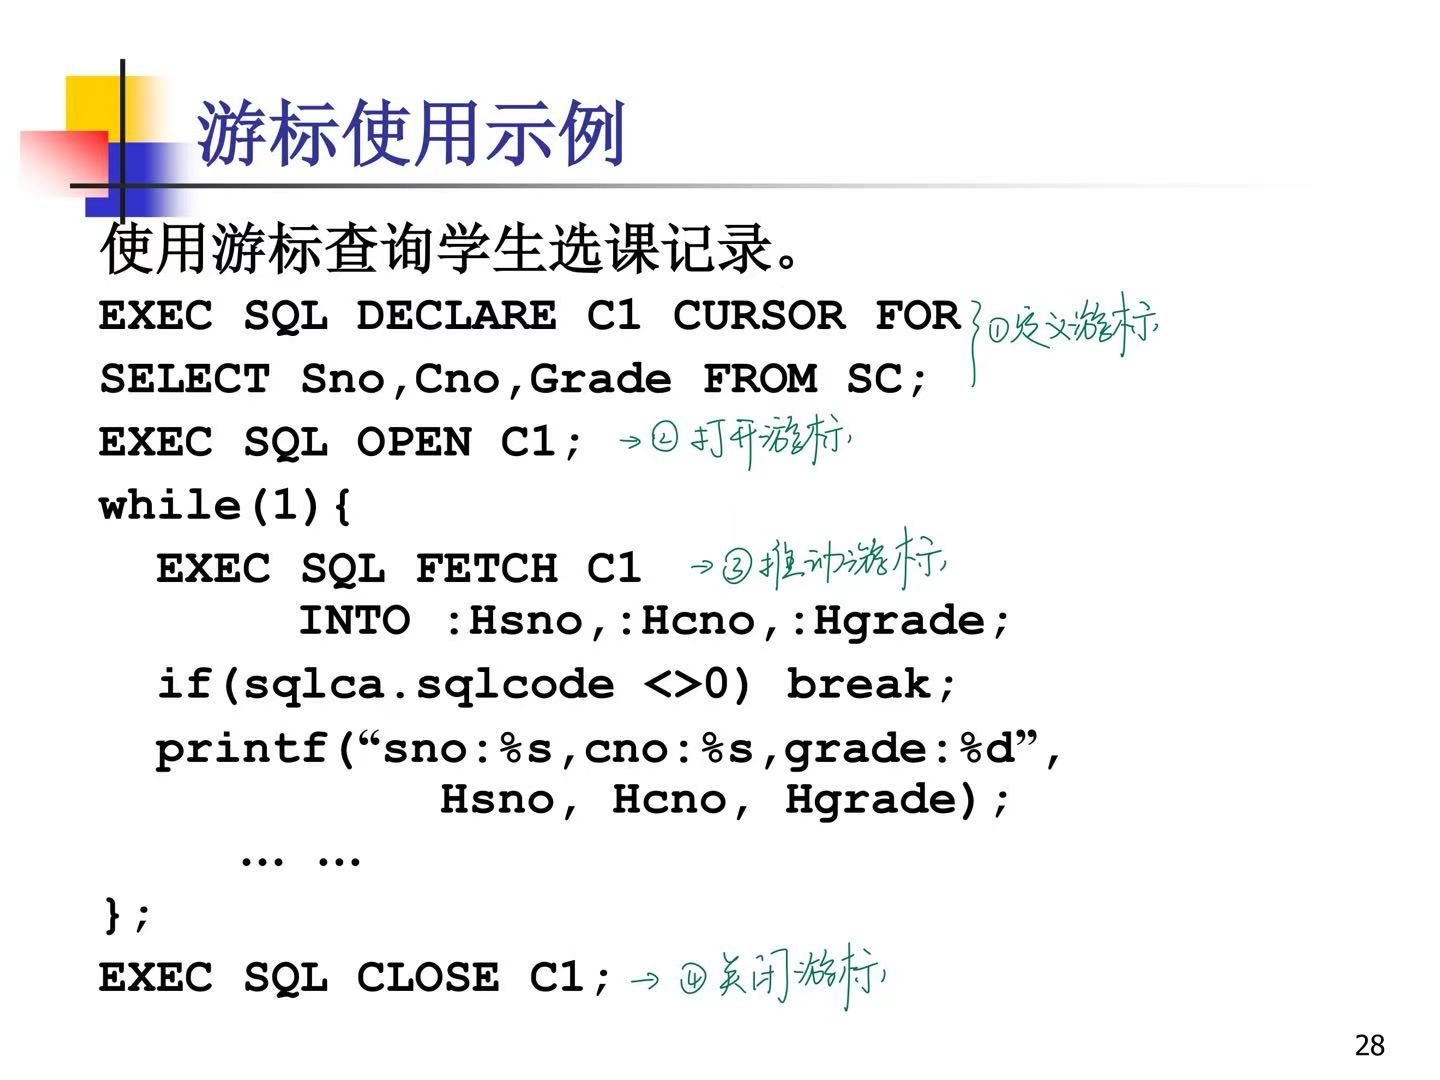 游标使用示例
使用游标查询学生选课记录。
EXEC SQL DECLARE C1 CURSOR FOR
①定义游标
SELECT Sno,Cno,Grade FROM SC;
EXEC SQL OPEN C1; →②打开游标
while(1){
EXEC SQL FETCH C1 →③推动游标
INTO :Hsno,:Hcno,:Hgrade;
if(sqlca.sqlcode <>0) break;
printf(“sno:%s,cno:%s,grade:%d”,
Hsno, Hcno, Hgrade);
… …
};
EXEC SQL CLOSE C1; →④关闭游标
28